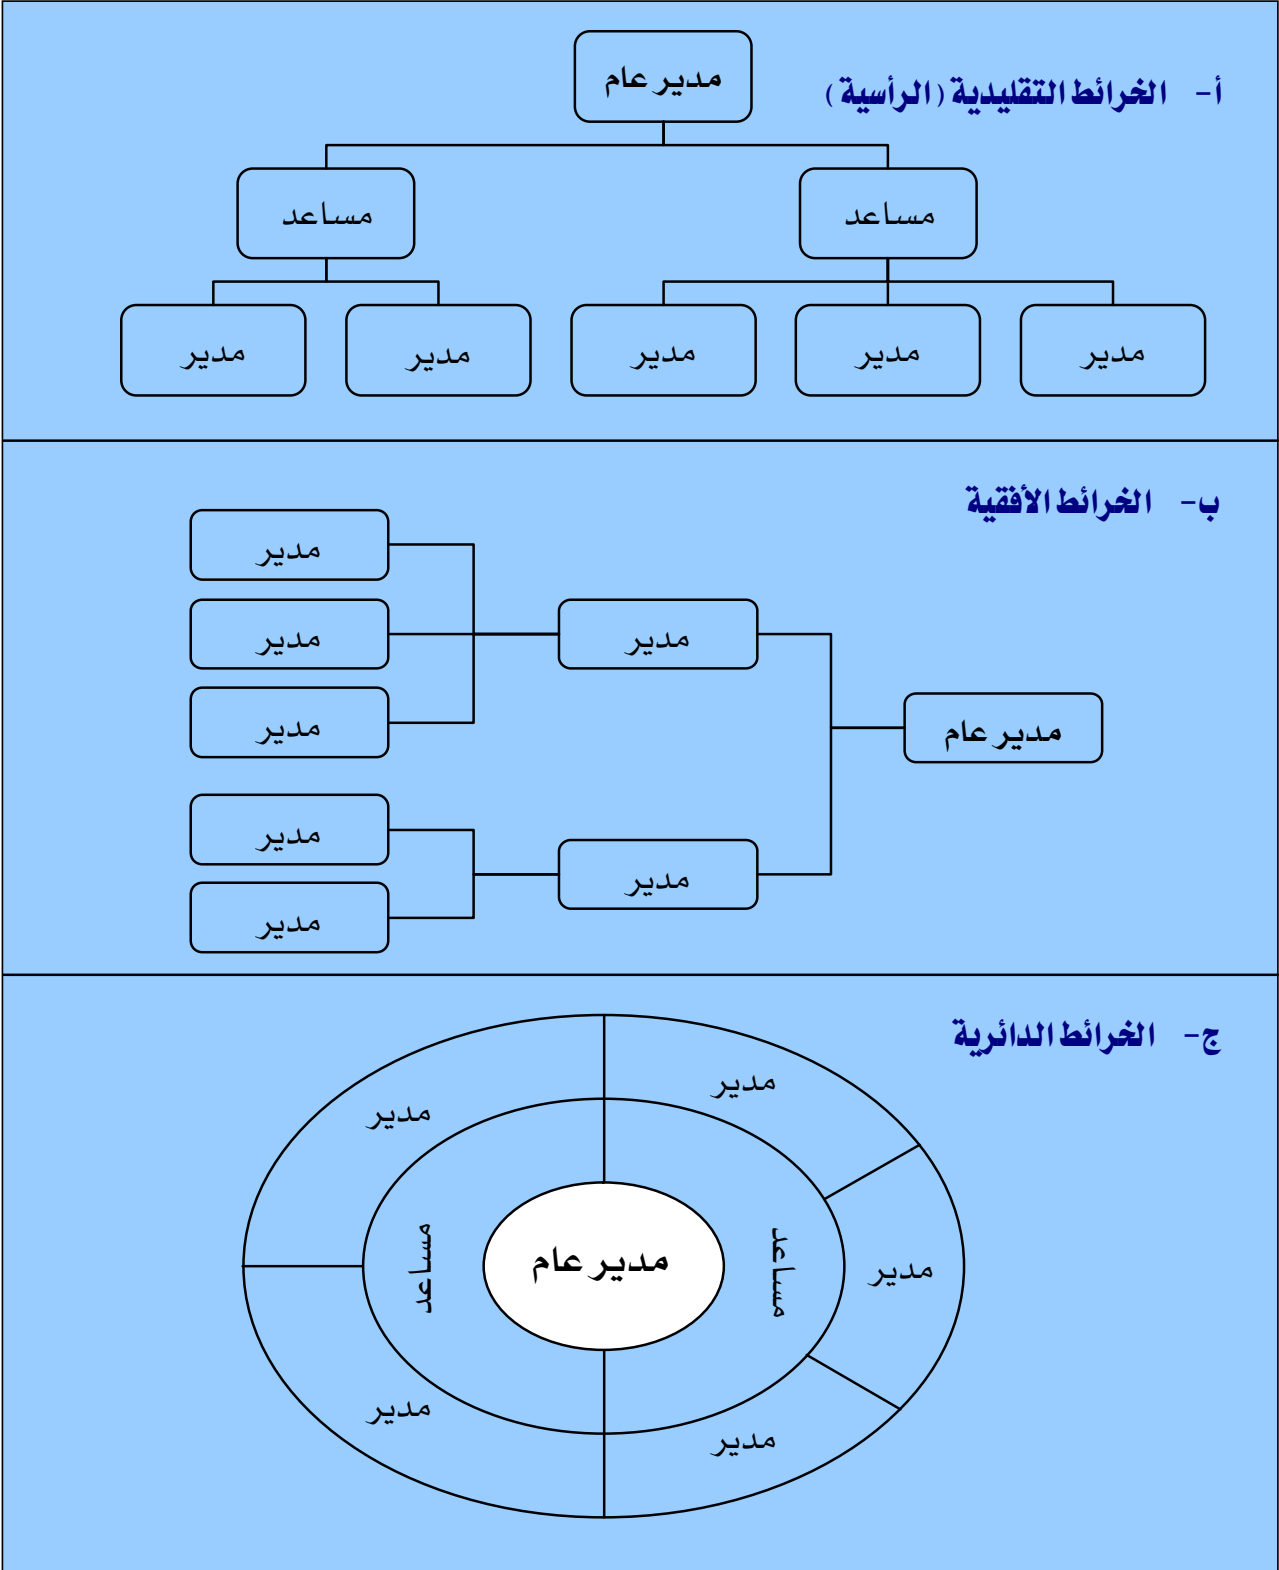 أ- الخرائط التقليدية (الرأسية)
مدير عام
مساعد
مساعد
مدير
مدير
مدير
مدير
مدير
ب- الخرائط الأفقية
مدير
مدير
مدير
مدير
مدير عام
مدير
مدير
مدير
ج- الخرائط الدائرية
مدير
مدير
مساعد
مدير عام
مساعد
مدير
مدير
مدير